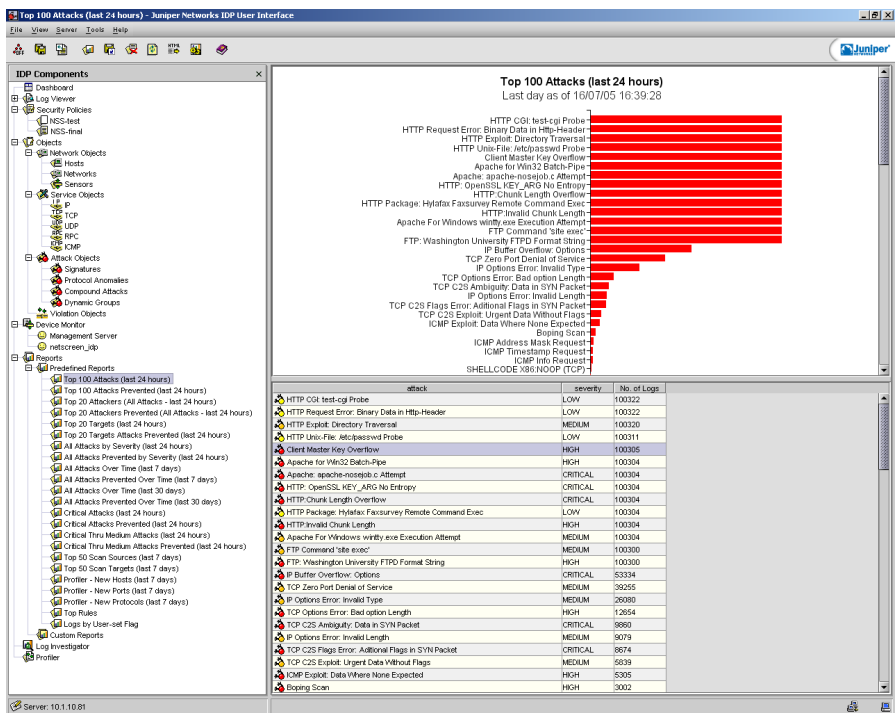 Top 100 Attacks (last 24 hours) - Juniper Networks IDP User Interface
File View Server Tools Help
Juniper
IDP Components
Dashboard
Log Viewer
Security Policies
NSS-test
NSS-final
Objects
Network Objects
Hosts
Networks
Sensors
Service Objects
IP
TCP
UDP
RPC
ICMP
Attack Objects
Signatures
Protocol Anomalies
Compound Attacks
Dynamic Groups
Violation Objects
Device Monitor
Management Server
netscreen_idp
Reports
Predefined Reports
Top 100 Attacks (last 24 hours)
Top 100 Attacks Prevented (last 24 hours)
Top 20 Attackers (All Attacks - last 24 hours)
Top 20 Attackers Prevented (All Attacks - last 24 hours)
Top 20 Targets (last 24 hours)
Top 20 Targets Attacks Prevented (last 24 hours)
All Attacks by Severity (last 24 hours)
All Attacks Prevented by Severity (last 24 hours)
All Attacks Over Time (last 7 days)
All Attacks Prevented Over Time (last 7 days)
All Attacks Over Time (last 30 days)
All Attacks Prevented Over Time (last 30 days)
Critical Attacks (last 24 hours)
Critical Attacks Prevented (last 24 hours)
Critical Thru Medium Attacks (last 24 hours)
Critical Thru Medium Attacks Prevented (last 24 hours)
Top 50 Scan Sources (last 7 days)
Top 50 Scan Targets (last 7 days)
Profiler - New Hosts (last 7 days)
Profiler - New Ports (last 7 days)
Profiler - New Protocols (last 7 days)
Top Rules
Logs by User-set Flag
Custom Reports
Log Investigator
Profiler
Top 100 Attacks (last 24 hours)
Last day as of 16/07/05 16:39:28
HTTP CGI: test-cgi Probe
HTTP Request Error: Binary Data in Http-Header
HTTP Exploit: Directory Traversal
HTTP Unix-File: /etc/passwd Probe
Client Master Key Overflow
Apache for Win32 Batch-Pipe
Apache: apache-nosejob.c Attempt
HTTP: OpenSSL KEY_ARG No Entropy
HTTP:Chunk Length Overflow
HTTP Package: Hylafax Faxsurvey Remote Command Exec
HTTP:Invalid Chunk Length
Apache For Windows wintty.exe Execution Attempt
FTP Command 'site exec'
FTP: Washington University FTPD Format String
IP Buffer Overflow: Options
TCP Zero Port Denial of Service
IP Options Error: Invalid Type
TCP Options Error: Bad option Length
TCP C2S Ambiguity: Data in SYN Packet
IP Options Error: Invalid Length
TCP C2S Flags Error: Aditional Flags in SYN Packet
TCP C2S Exploit: Urgent Data Without Flags
ICMP Exploit: Data Where None Expected
Boping Scan
ICMP Address Mask Request
ICMP Timestamp Request
ICMP Info Request
SHELLCODE X86:NOOP (TCP)
attack severity No. of Logs
HTTP CGI: test-cgi Probe LOW 100322
HTTP Request Error: Binary Data in Http-Header LOW 100322
HTTP Exploit: Directory Traversal MEDIUM 100320
HTTP Unix-File: /etc/passwd Probe LOW 100311
Client Master Key Overflow HIGH 100305
Apache for Win32 Batch-Pipe HIGH 100304
Apache: apache-nosejob.c Attempt CRITICAL 100304
HTTP: OpenSSL KEY_ARG No Entropy CRITICAL 100304
HTTP:Chunk Length Overflow CRITICAL 100304
HTTP Package: Hylafax Faxsurvey Remote Command Exec LOW 100304
HTTP:Invalid Chunk Length HIGH 100304
Apache For Windows wintty.exe Execution Attempt MEDIUM 100304
FTP Command 'site exec' MEDIUM 100300
FTP: Washington University FTPD Format String HIGH 100300
IP Buffer Overflow: Options CRITICAL 53334
TCP Zero Port Denial of Service MEDIUM 39255
IP Options Error: Invalid Type MEDIUM 26080
TCP Options Error: Bad option Length HIGH 12654
TCP C2S Ambiguity: Data in SYN Packet CRITICAL 9860
IP Options Error: Invalid Length MEDIUM 9079
TCP C2S Flags Error: Aditional Flags in SYN Packet CRITICAL 8674
TCP C2S Exploit: Urgent Data Without Flags MEDIUM 5839
ICMP Exploit: Data Where None Expected HIGH 5305
Boping Scan HIGH 3002
Server: 10.1.10.81